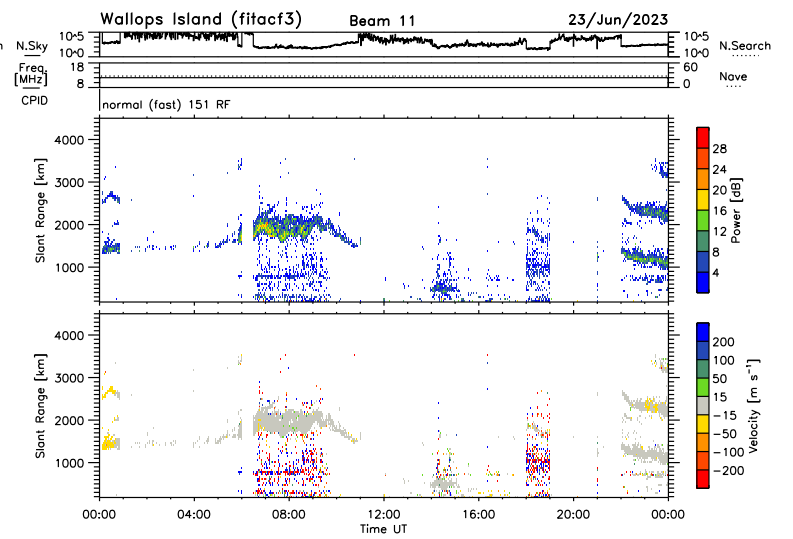 Wallops Island (fitacf3) Beam 11 23/Jun/2023
n N.Sky 10^5 10^0 10^5 10^0 N.Search
Freq. [MHz] 18 8 60 0 Nave
CPID normal (fast) 151 RF
Slant Range [km]
4000
3000
2000
1000
Power [dB]
28
24
20
16
12
8
4
Slant Range [km]
4000
3000
2000
1000
Velocity [m s⁻¹]
200
100
50
15
-15
-50
-100
-200
00:00 04:00 08:00 12:00 16:00 20:00 00:00
Time UT